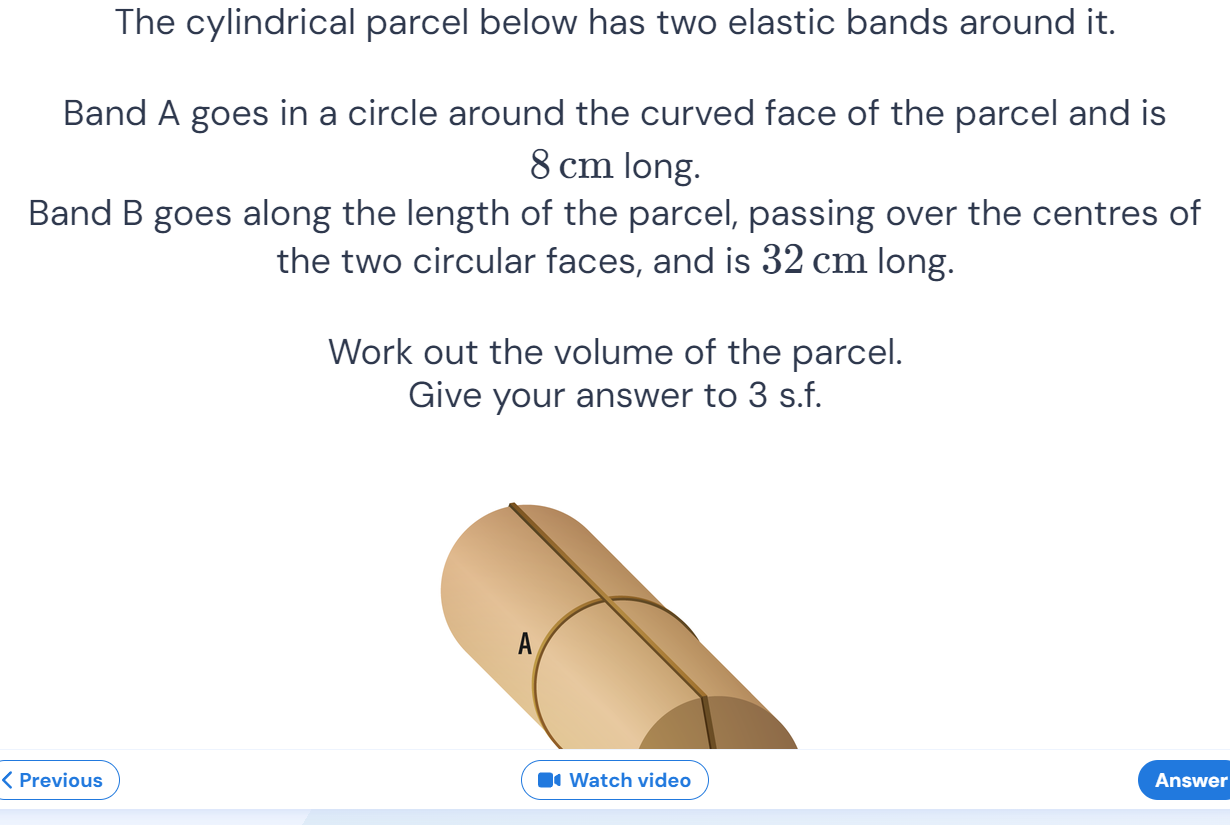 The cylindrical parcel below has two elastic bands around it.
Band A goes in a circle around the curved face of the parcel and is
8 cm long.
Band B goes along the length of the parcel, passing over the centres of
the two circular faces, and is 32 cm long.
Work out the volume of the parcel.
Give your answer to 3 s.f.
A
Previous
Watch video
Answer